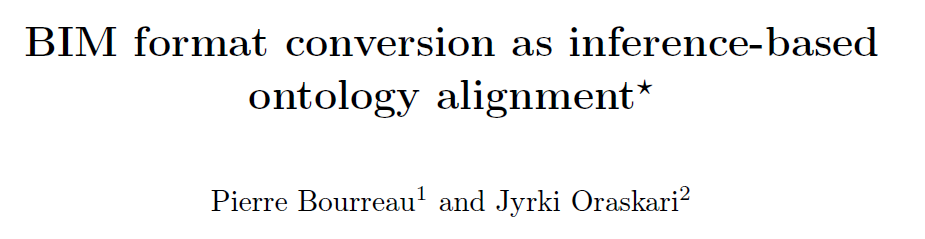 BIM format conversion as inference-based
ontology alignment⋆
Pierre Bourreau¹ and Jyrki Oraskari²